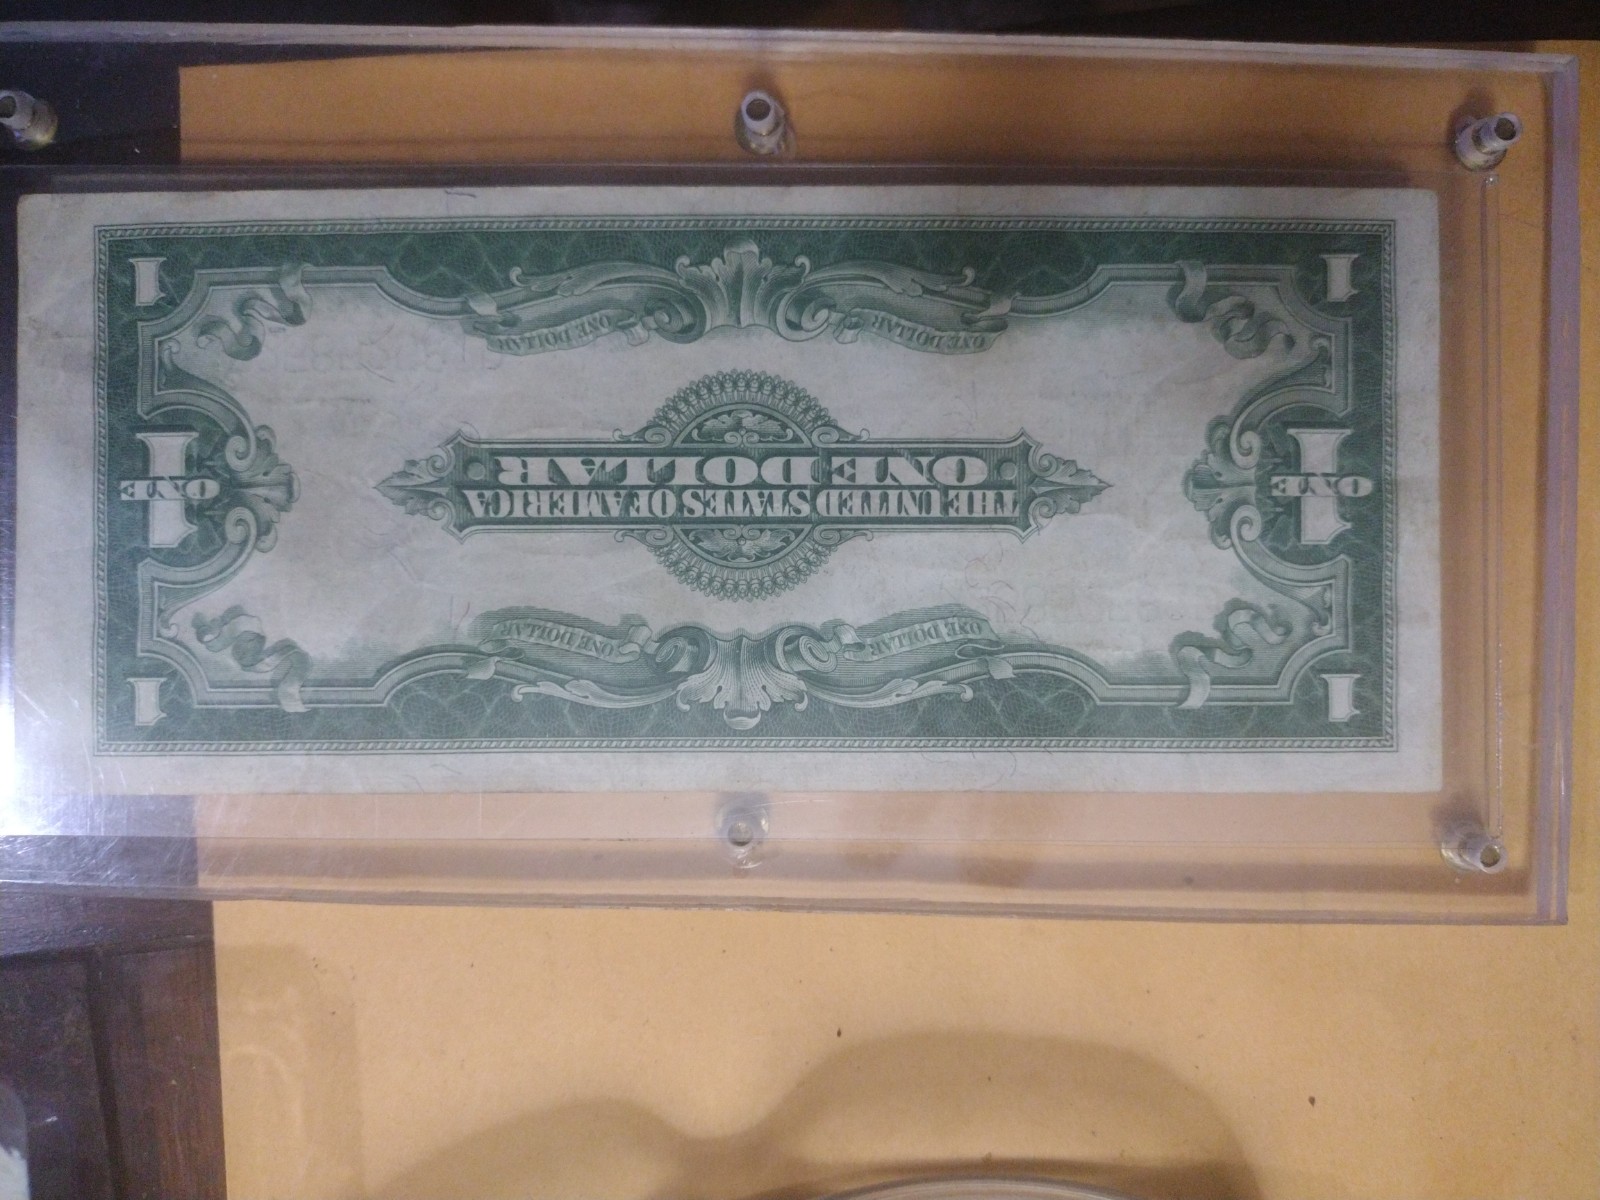 1 1
ONE DOLLAR ONE DOLLAR
1 ONE
THE UNITED STATES OF AMERICA
ONE DOLLAR
1 ONE
ONE DOLLAR ONE DOLLAR
1 1